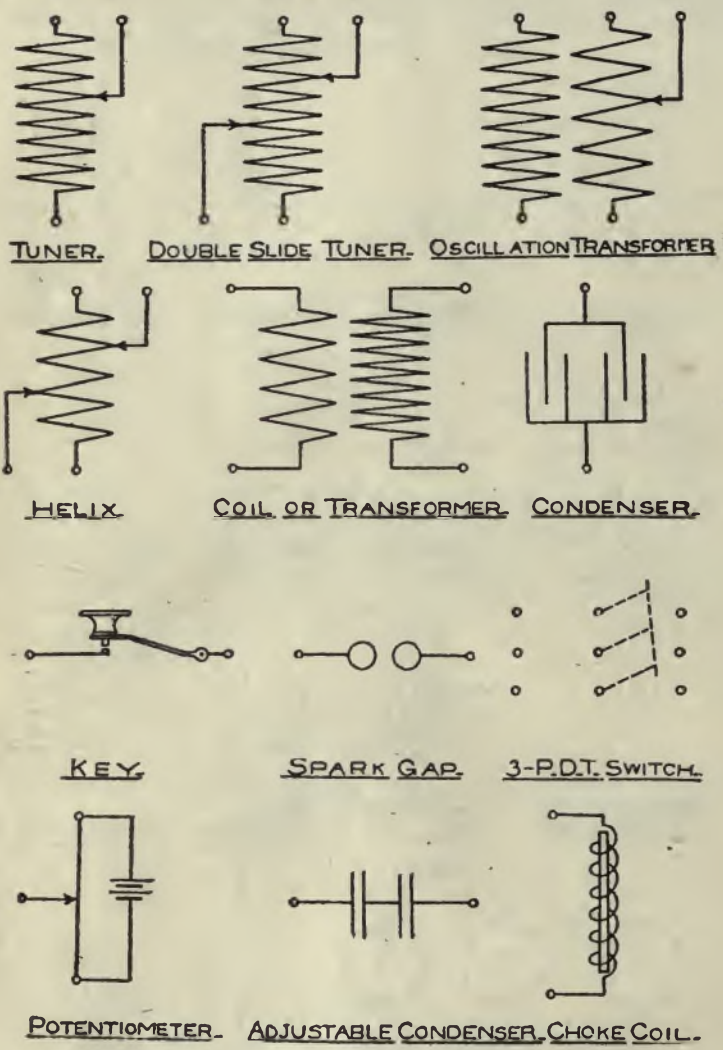 TUNER. DOUBLE SLIDE TUNER. OSCILLATION TRANSFORMER
HELIX COIL OR TRANSFORMER. CONDENSER.
KEY. SPARK GAP. 3-P.D.T. SWITCH.
POTENTIOMETER. ADJUSTABLE CONDENSER. CHOKE COIL.